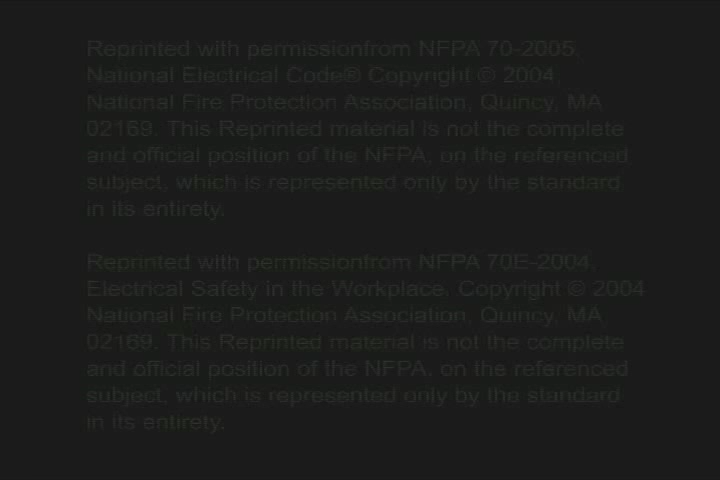 Reprinted with permissionfrom NFPA 70-2005,
National Electrical Code® Copyright © 2004,
National Fire Protection Association, Quincy, MA
02169. This Reprinted material is not the complete
and official position of the NFPA, on the referenced
subject, which is represented only by the standard
in its entirety.
Reprinted with permissionfrom NFPA 70E-2004,
Electrical Safety in the Workplace. Copyright © 2004
National Fire Protection Association, Quincy, MA
02169. This Reprinted material is not the complete
and official position of the NFPA, on the referenced
subject, which is represented only by the standard
in its entirety.